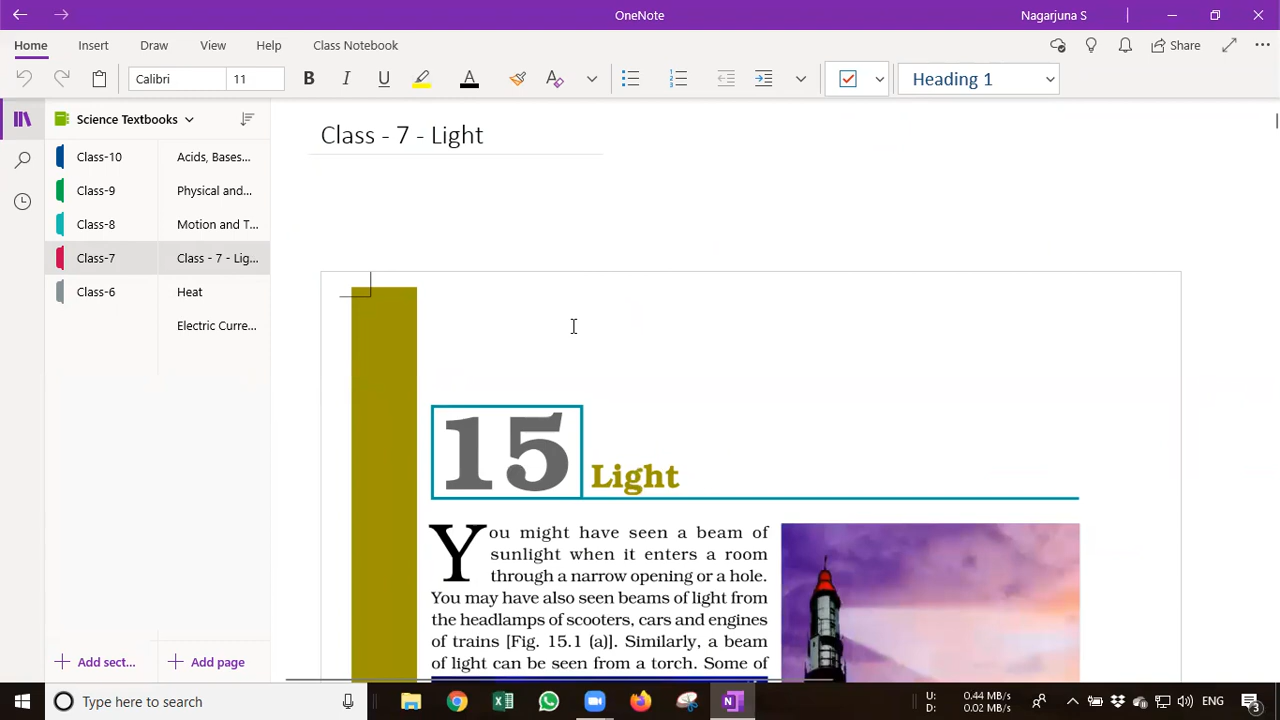 OneNote
Nagarjuna S
Home Insert Draw View Help Class Notebook
Share
Calibri 11 B I U A A Heading 1
Science Textbooks
Class - 7 - Light
Class-10 Acids, Bases...
Class-9 Physical and...
Class-8 Motion and T...
Class-7 Class - 7 - Lig...
Class-6 Heat
Electric Curre...
15 Light
You might have seen a beam of
sunlight when it enters a room
through a narrow opening or a hole.
You may have also seen beams of light from
the headlamps of scooters, cars and engines
of trains [Fig. 15.1 (a)]. Similarly, a beam
of light can be seen from a torch. Some of
Add sect... Add page
Type here to search
U: 0.44 MB/s
D: 0.02 MB/s
ENG
3